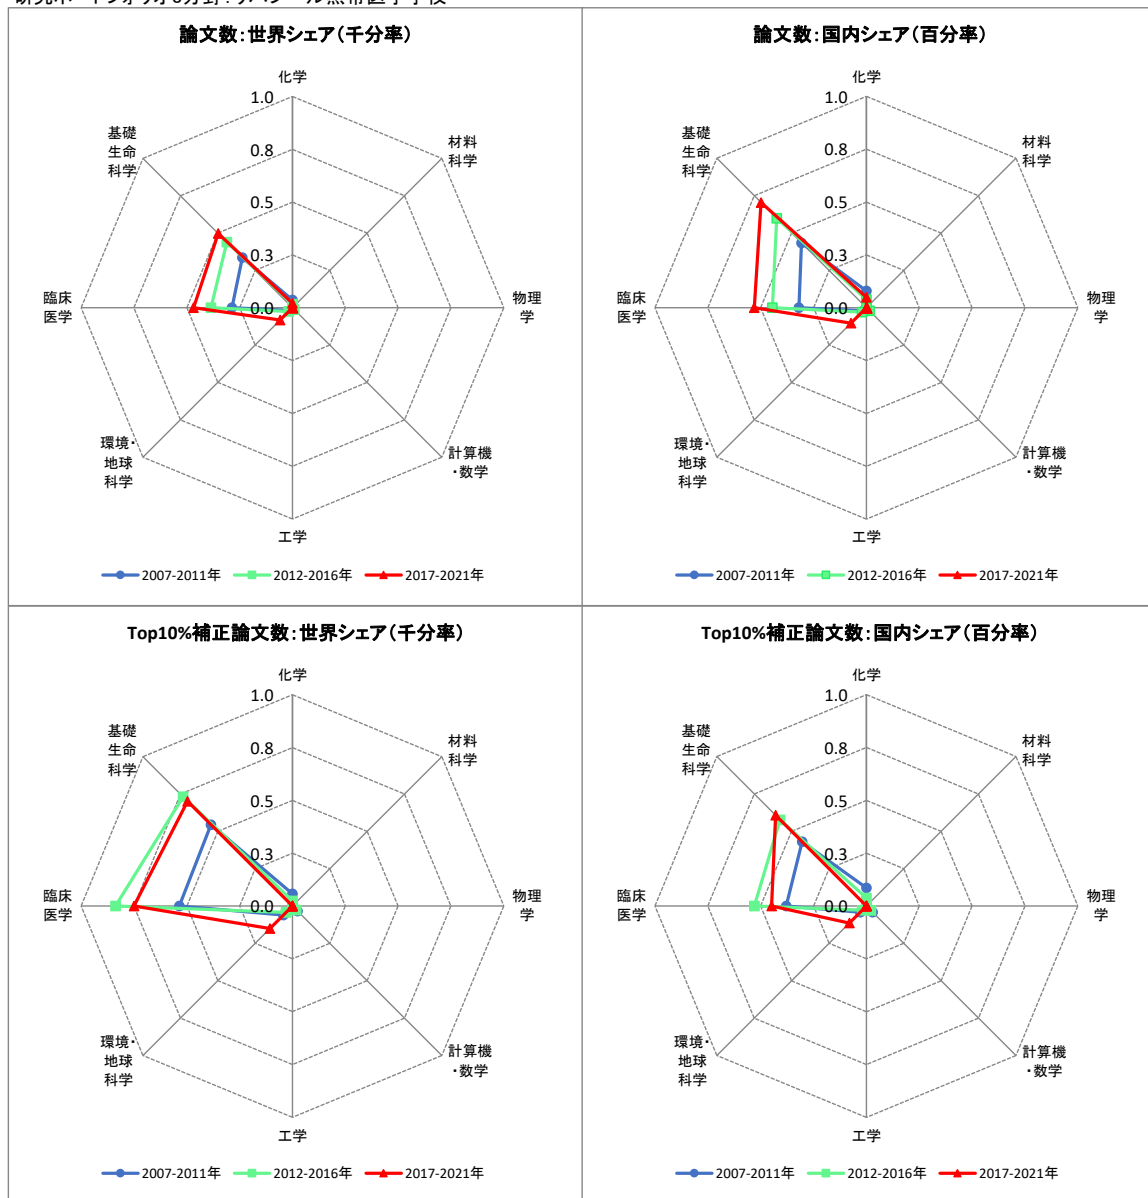 論文数:世界シェア(千分率)
化学
材料
科学
物理
学
計算機
・数学
工学
環境・
地球
科学
臨床
医学
基礎
生命
科学
1.0
0.8
0.5
0.3
0.0
2007-2011年 2012-2016年 2017-2021年
論文数:国内シェア(百分率)
化学
材料
科学
物理
学
計算機
・数学
工学
環境・
地球
科学
臨床
医学
基礎
生命
科学
1.0
0.8
0.5
0.3
0.0
2007-2011年 2012-2016年 2017-2021年
Top10%補正論文数:世界シェア(千分率)
化学
材料
科学
物理
学
計算機
・数学
工学
環境・
地球
科学
臨床
医学
基礎
生命
科学
1.0
0.8
0.5
0.3
0.0
2007-2011年 2012-2016年 2017-2021年
Top10%補正論文数:国内シェア(百分率)
化学
材料
科学
物理
学
計算機
・数学
工学
環境・
地球
科学
臨床
医学
基礎
生命
科学
1.0
0.8
0.5
0.3
0.0
2007-2011年 2012-2016年 2017-2021年